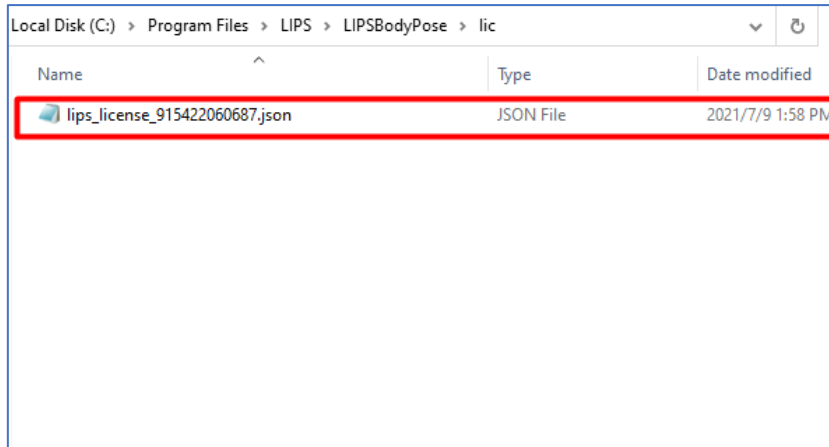 Local Disk (C:) > Program Files > LIPS > LIPSBodyPose > lic
Name Type Date modified
lips_license_915422060687.json JSON File 2021/7/9 1:58 PM